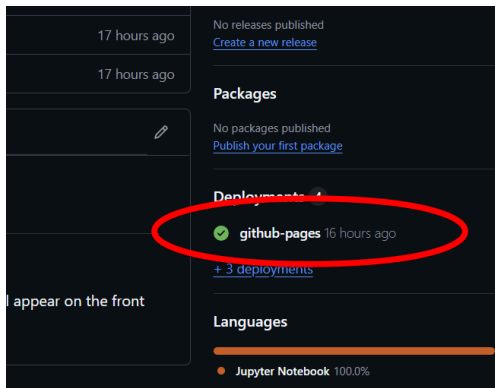 17 hours ago
17 hours ago
l appear on the front
No releases published
Create a new release
Packages
No packages published
Publish your first package
Deployments 4
github-pages 16 hours ago
+ 3 deployments
Languages
Jupyter Notebook 100.0%